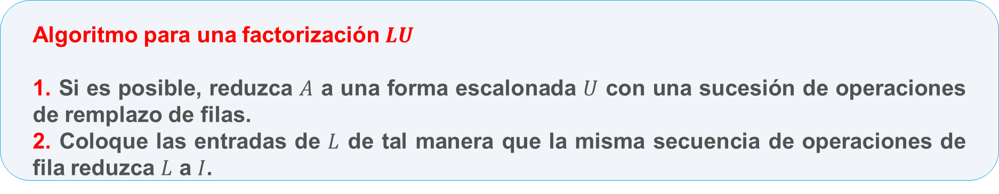 Algoritmo para una factorización LU
1. Si es posible, reduzca A a una forma escalonada U con una sucesión de operaciones
de remplazo de filas.
2. Coloque las entradas de L de tal manera que la misma secuencia de operaciones de
fila reduzca L a I.